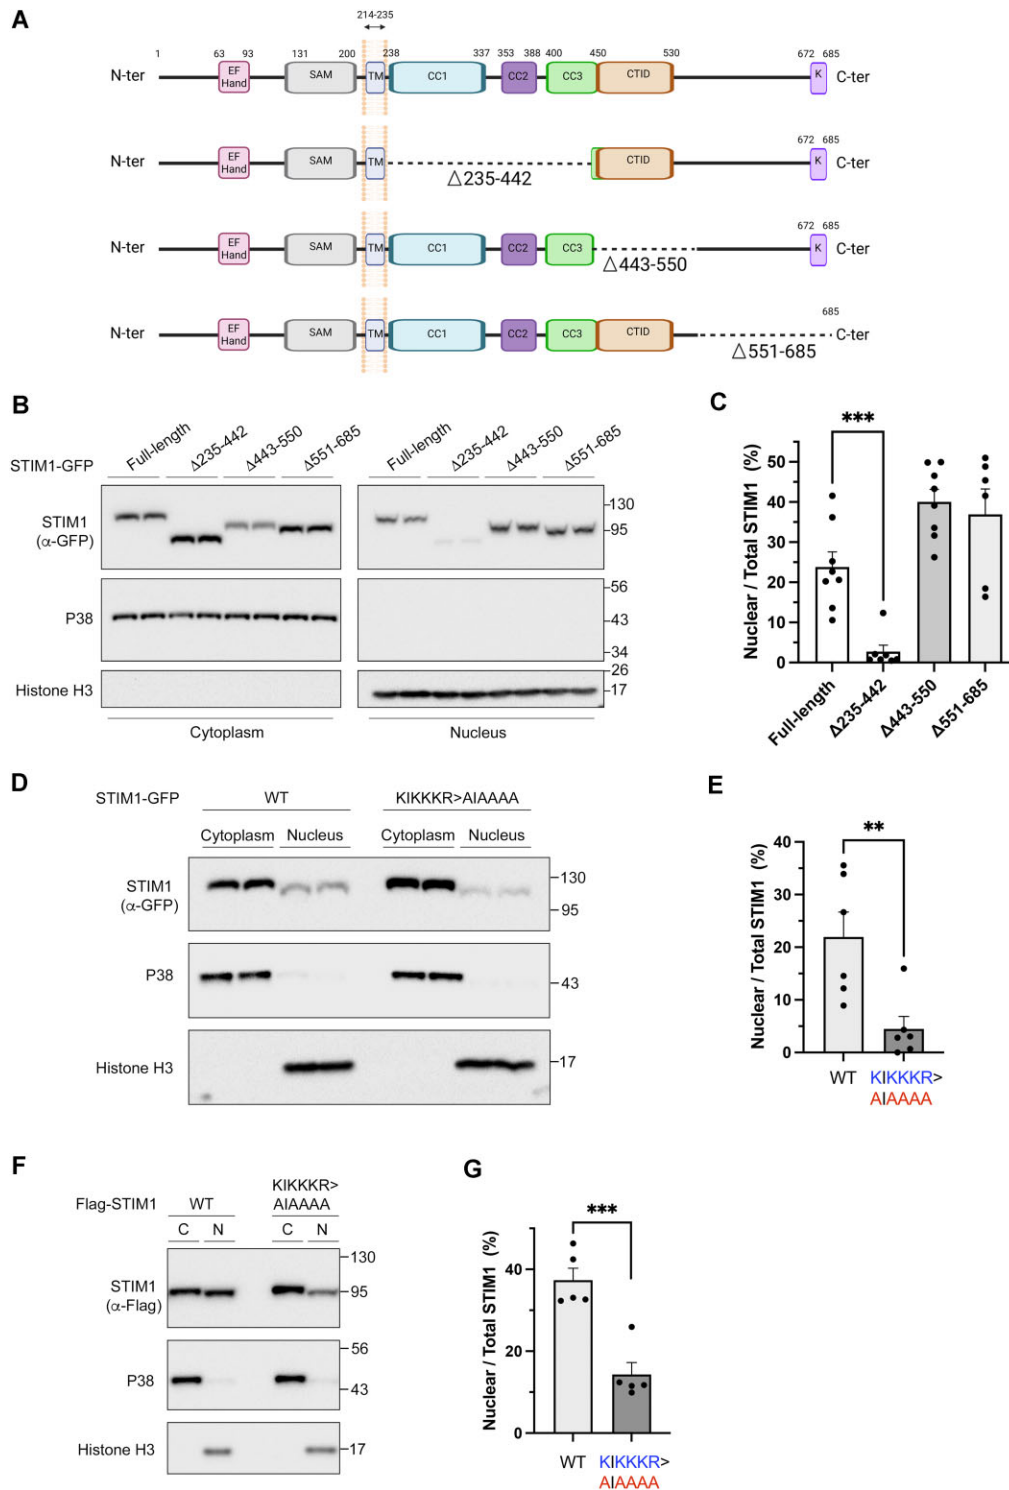 A
214-235
1 63 93 131 200 238 337 353 388 400 450 530 672 685
N-ter EF Hand SAM TM CC1 CC2 CC3 CTID K C-ter
672 685
N-ter EF Hand SAM TM △235-442 CTID K C-ter
672 685
N-ter EF Hand SAM TM CC1 CC2 CC3 △443-550 K C-ter
685
N-ter EF Hand SAM TM CC1 CC2 CC3 CTID △551-685 C-ter
B
STIM1-GFP Full-length Δ235-442 Δ443-550 Δ551-685 Full-length Δ235-442 Δ443-550 Δ551-685
STIM1
(α-GFP)
130
95
P38
56
43
34
Histone H3
26
17
Cytoplasm Nucleus
C
***
Nuclear / Total STIM1 (%)
50
40
30
20
10
0
Full-length Δ235-442 Δ443-550 Δ551-685
D
STIM1-GFP WT KIKKKR>AIAAAA
Cytoplasm Nucleus Cytoplasm Nucleus
STIM1
(α-GFP)
130
95
P38
43
Histone H3
17
E
**
Nuclear / Total STIM1 (%)
40
30
20
10
0
WT KIKKKR>
AIAAAA
F
Flag-STIM1 WT KIKKKR>
AIAAAA
C N C N
STIM1
(α-Flag)
130
95
P38
56
43
Histone H3
17
G
***
Nuclear / Total STIM1 (%)
40
20
0
WT KIKKKR>
AIAAAA